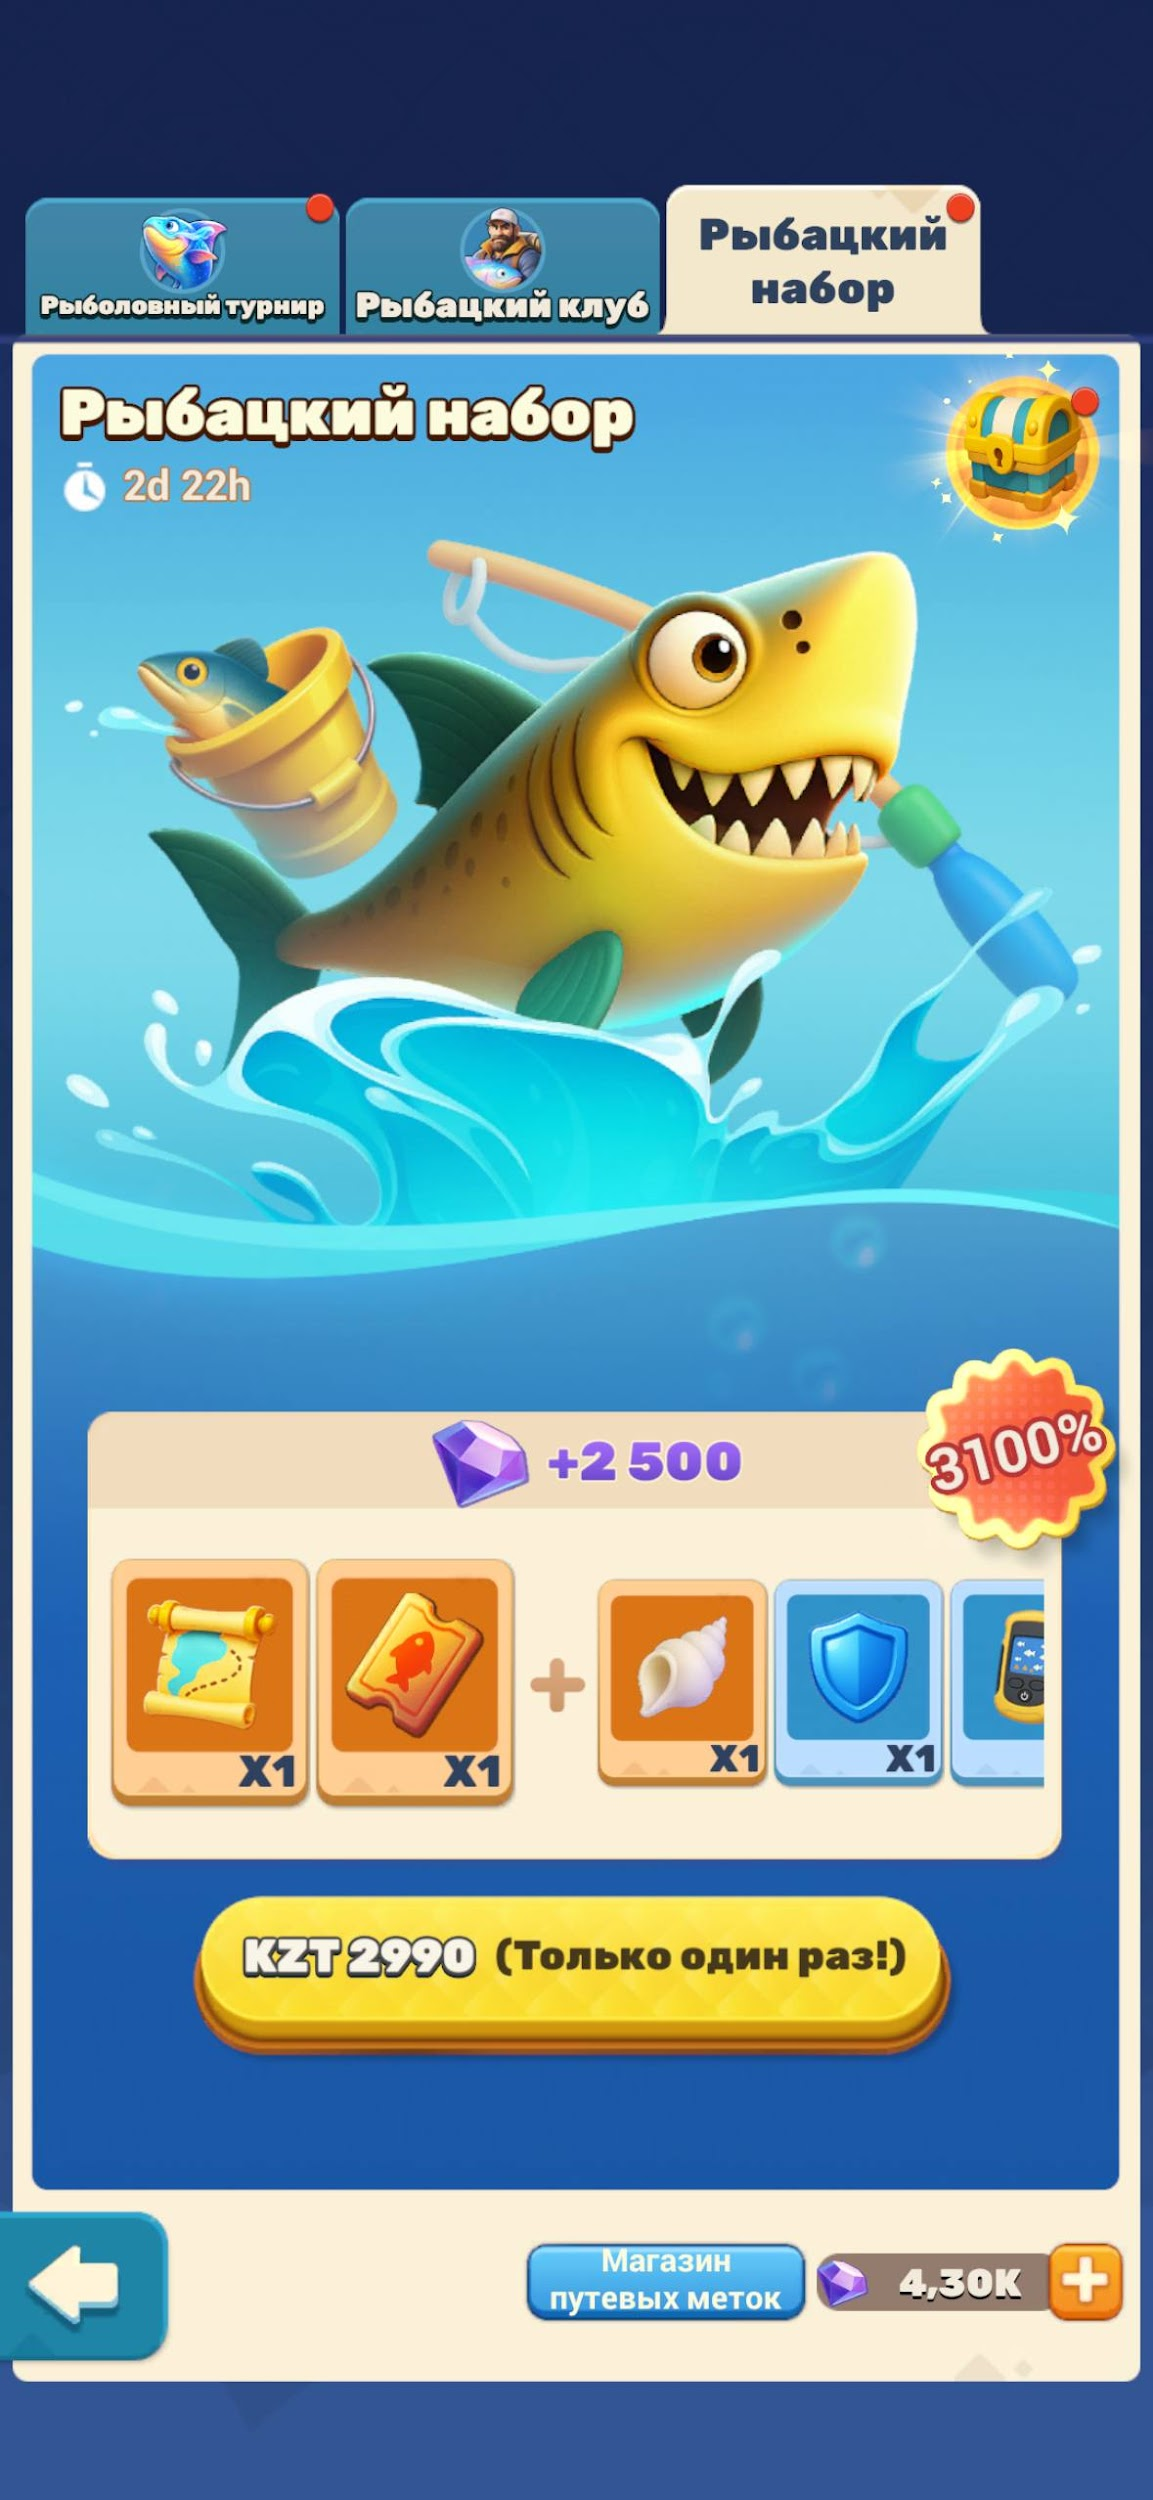 Рыболовный турнир
Рыбацкий клуб
Рыбацкий
набор
Рыбацкий набор
2d 22h
3100%
+2 500
X1
X1
X1
X1
KZT 2990 (Только один раз!)
Магазин
путевых меток
4,30K